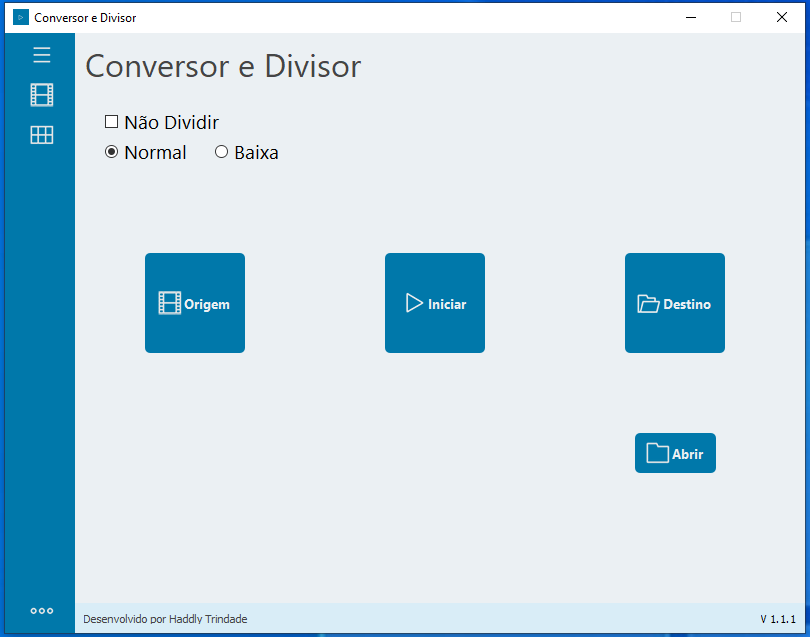 Conversor e Divisor
Conversor e Divisor
Não Dividir
Normal Baixa
Origem Iniciar Destino
Abrir
Desenvolvido por Haddly Trindade V 1.1.1